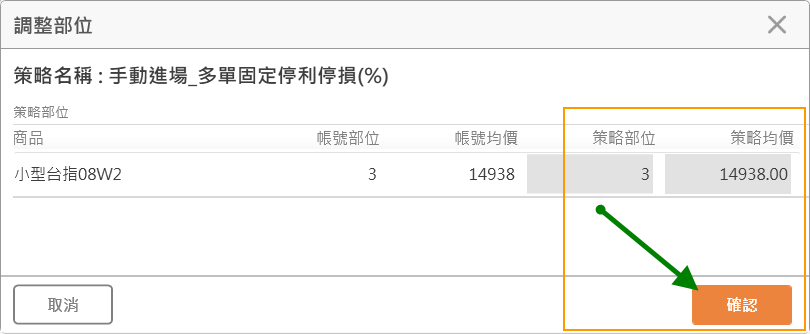 調整部位
策略名稱 : 手動進場_多單固定停利停損(%)
策略部位
商品 帳號部位 帳號均價 策略部位 策略均價
小型台指08W2 3 14938 3 14938.00
取消 確認